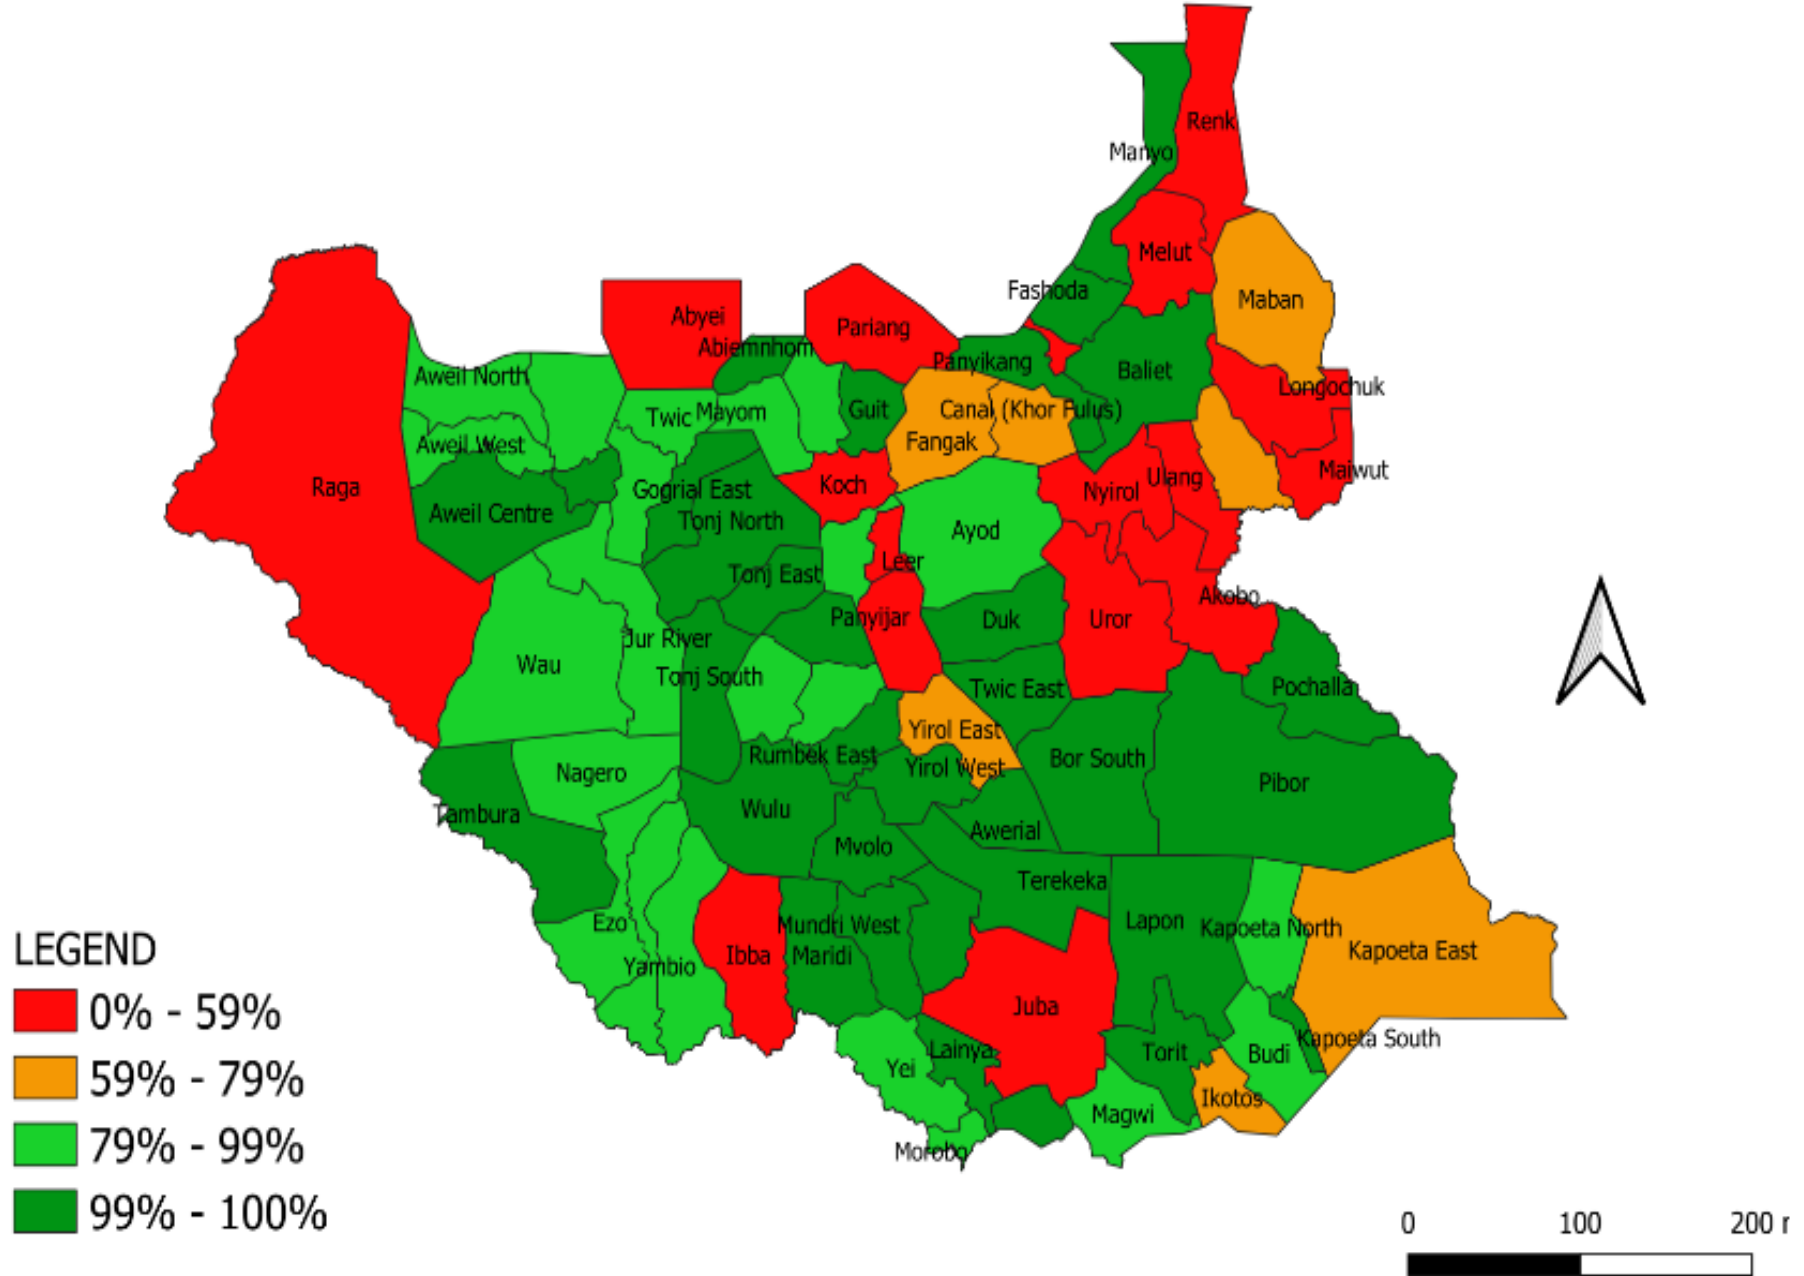 Renk
Manyo
Melut
Fashoda
Maban
Abyei
Pariang
Abiemnhom
Panyikang
Baliet
Longochuk
Aweil North
Twic
Mayom
Guit
Canal (Khor Fulus)
Fangak
Aweil West
Maiwut
Raga
Gogrial East
Koch
Nyirol
Ulang
Aweil Centre
Tonj North
Ayod
Leer
Tonj East
Akobo
Panyijar
Duk
Uror
Jur River
Wau
Tonj South
Twic East
Pochalla
Yirol East
Rumbek East
Yirol West
Bor South
Nagero
Pibor
Tambura
Wulu
Awerial
Mvolo
Terekeka
Ezo
Mundri West
Lapon
Kapoeta North
Ibba
Maridi
Kapoeta East
Yambio
Juba
Kapoeta South
Lainya
Torit
Budi
Yei
Ikotos
Magwi
Morobo
LEGEND
0% - 59%
59% - 79%
79% - 99%
99% - 100%
0 100 200 r